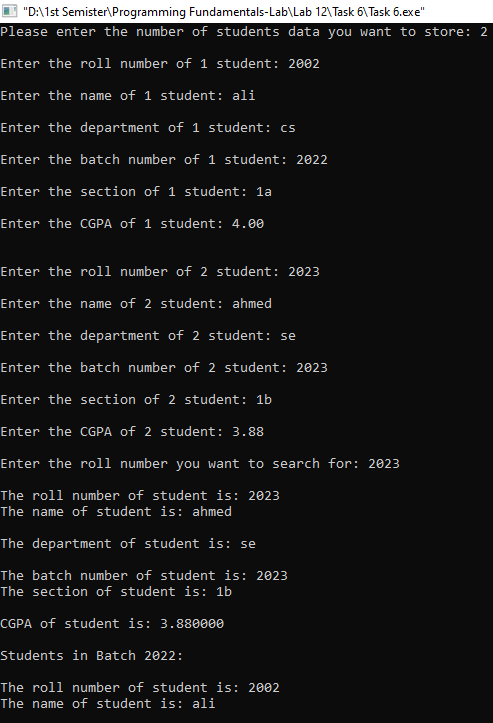 "D:\1st Semister\Programming Fundamentals-Lab\Lab 12\Task 6\Task 6.exe"
Please enter the number of students data you want to store: 2
Enter the roll number of 1 student: 2002
Enter the name of 1 student: ali
Enter the department of 1 student: cs
Enter the batch number of 1 student: 2022
Enter the section of 1 student: 1a
Enter the CGPA of 1 student: 4.00
Enter the roll number of 2 student: 2023
Enter the name of 2 student: ahmed
Enter the department of 2 student: se
Enter the batch number of 2 student: 2023
Enter the section of 2 student: 1b
Enter the CGPA of 2 student: 3.88
Enter the roll number you want to search for: 2023
The roll number of student is: 2023
The name of student is: ahmed
The department of student is: se
The batch number of student is: 2023
The section of student is: 1b
CGPA of student is: 3.880000
Students in Batch 2022:
The roll number of student is: 2002
The name of student is: ali